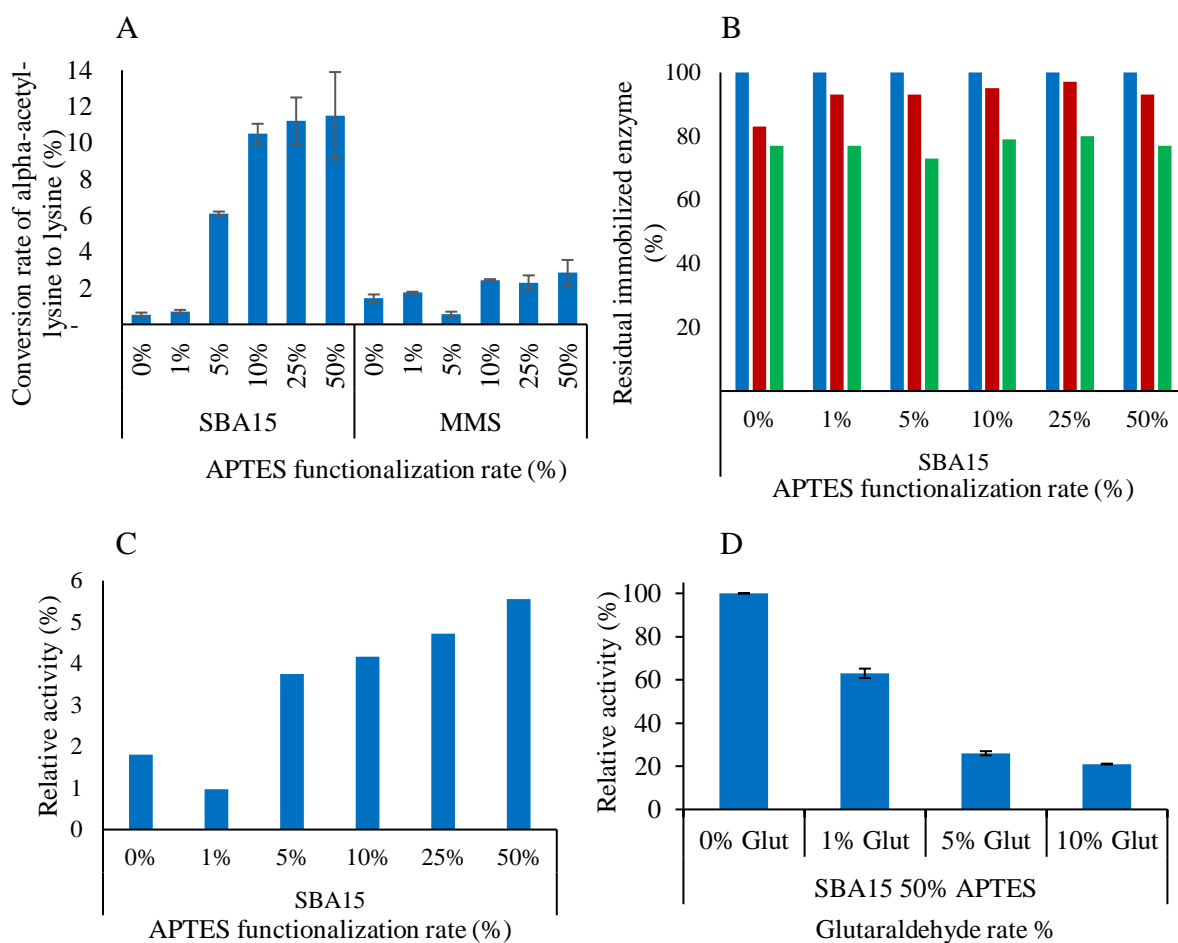 A
Conversion rate of alpha-acetyl-
lysine to lysine (%)
14
12
10
8
6
4
2
-
0%
1%
5%
10%
25%
50%
0%
1%
5%
10%
25%
50%
SBA15
MMS
APTES functionalization rate (%)
B
Residual immobilized enzyme
(%)
100
80
60
40
20
0%
1%
5%
10%
25%
50%
SBA15
APTES functionalization rate (%)
C
Relative activity (%)
6
5
4
3
2
1
0
0%
1%
5%
10%
25%
50%
SBA15
APTES functionalization rate (%)
D
Relative activity (%)
100
80
60
40
20
0
0% Glut
1% Glut
5% Glut
10% Glut
SBA15 50% APTES
Glutaraldehyde rate %